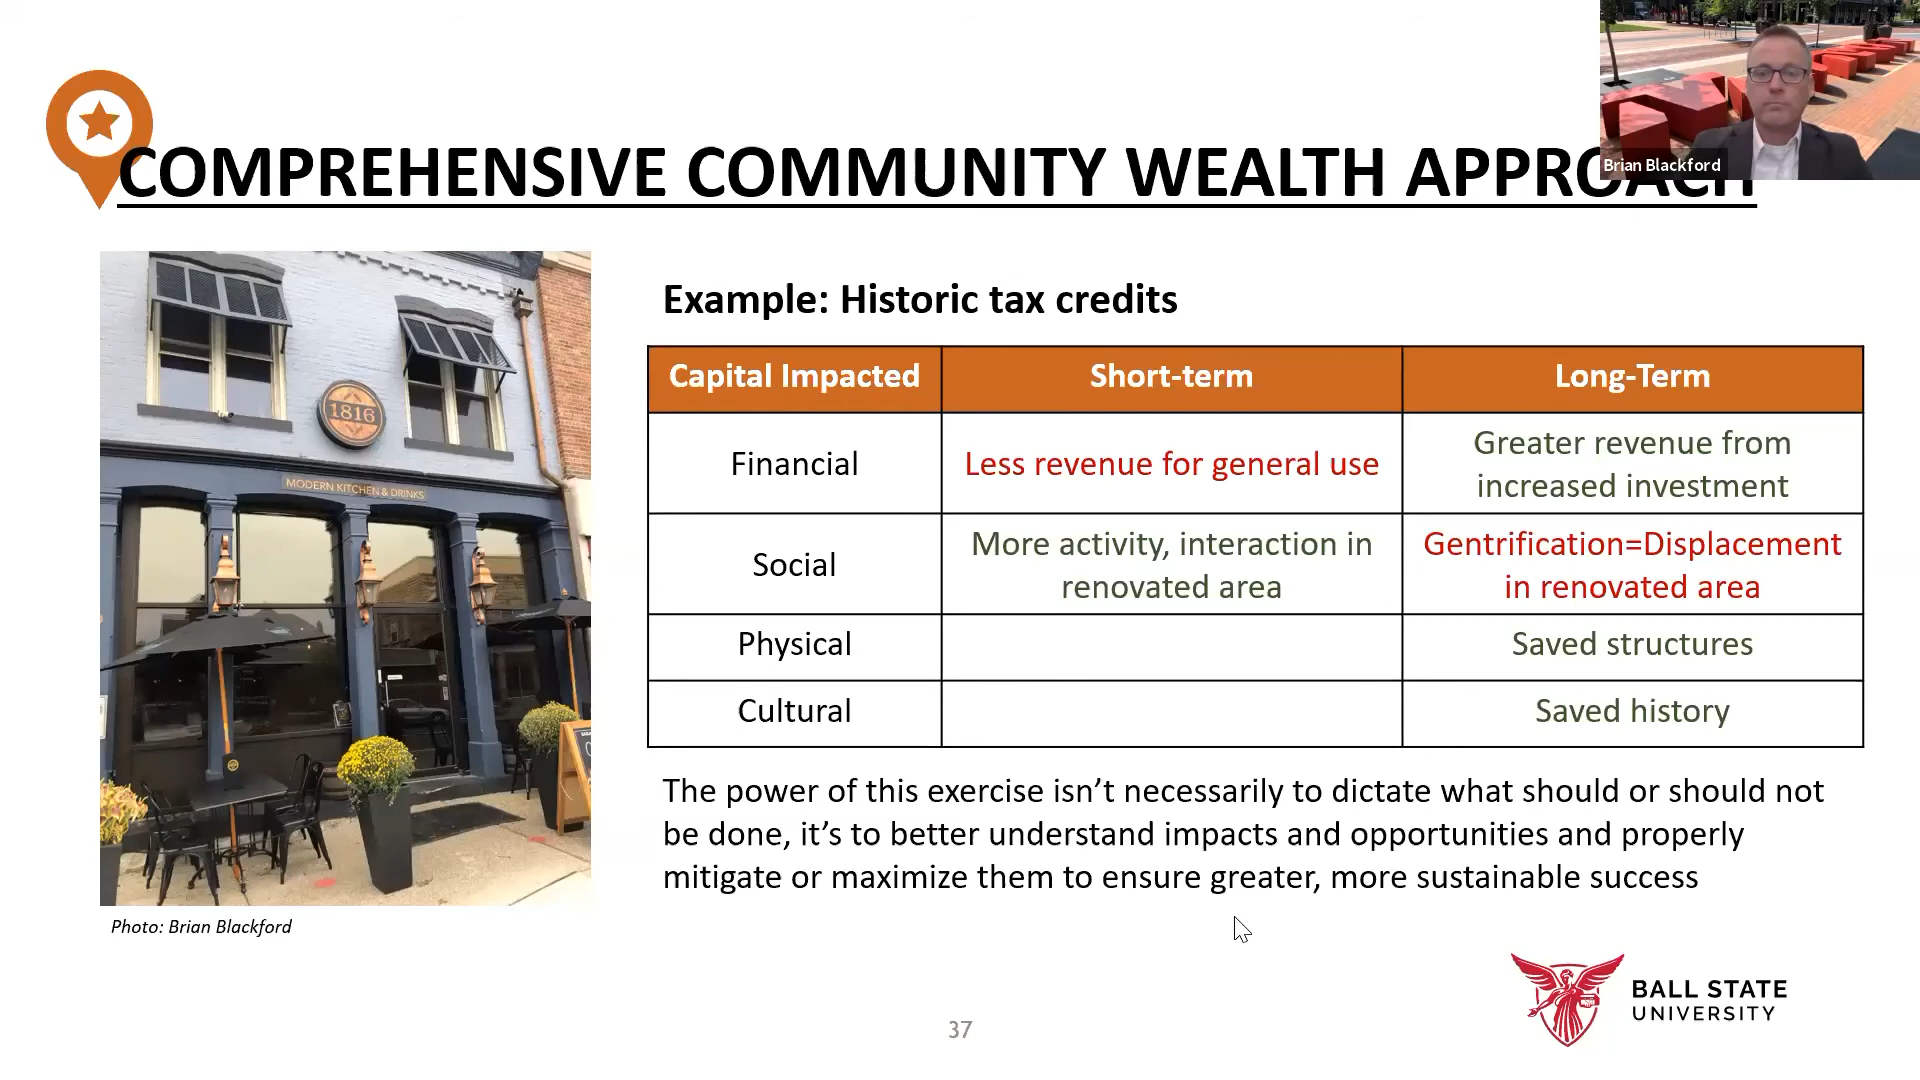 Brian Blackford
COMPREHENSIVE COMMUNITY WEALTH APPROACH
1816
MODERN KITCHEN & DRINKS
Photo: Brian Blackford
Example: Historic tax credits
Capital Impacted Short-term Long-Term
Financial Less revenue for general use Greater revenue from
increased investment
Social More activity, interaction in Gentrification=Displacement
renovated area in renovated area
Physical Saved structures
Cultural Saved history
The power of this exercise isn’t necessarily to dictate what should or should not
be done, it’s to better understand impacts and opportunities and properly
mitigate or maximize them to ensure greater, more sustainable success
BALL STATE
UNIVERSITY
37